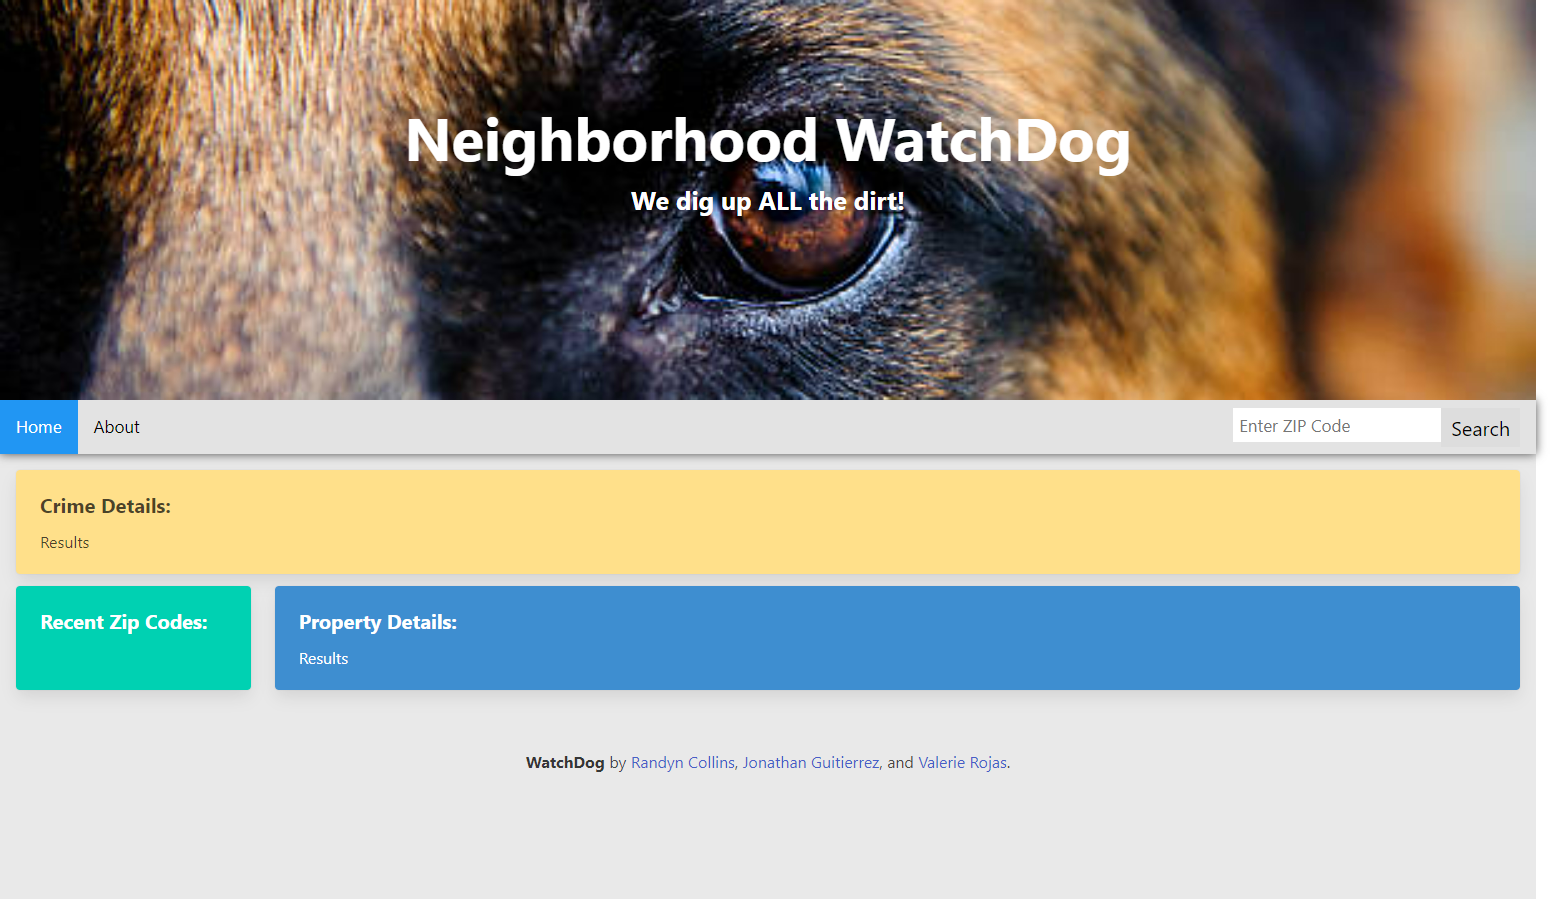 Neighborhood WatchDog
We dig up ALL the dirt!
Home About Enter ZIP Code Search
Crime Details:
Results
Recent Zip Codes:
Property Details:
Results
WatchDog by Randyn Collins, Jonathan Guitierrez, and Valerie Rojas.